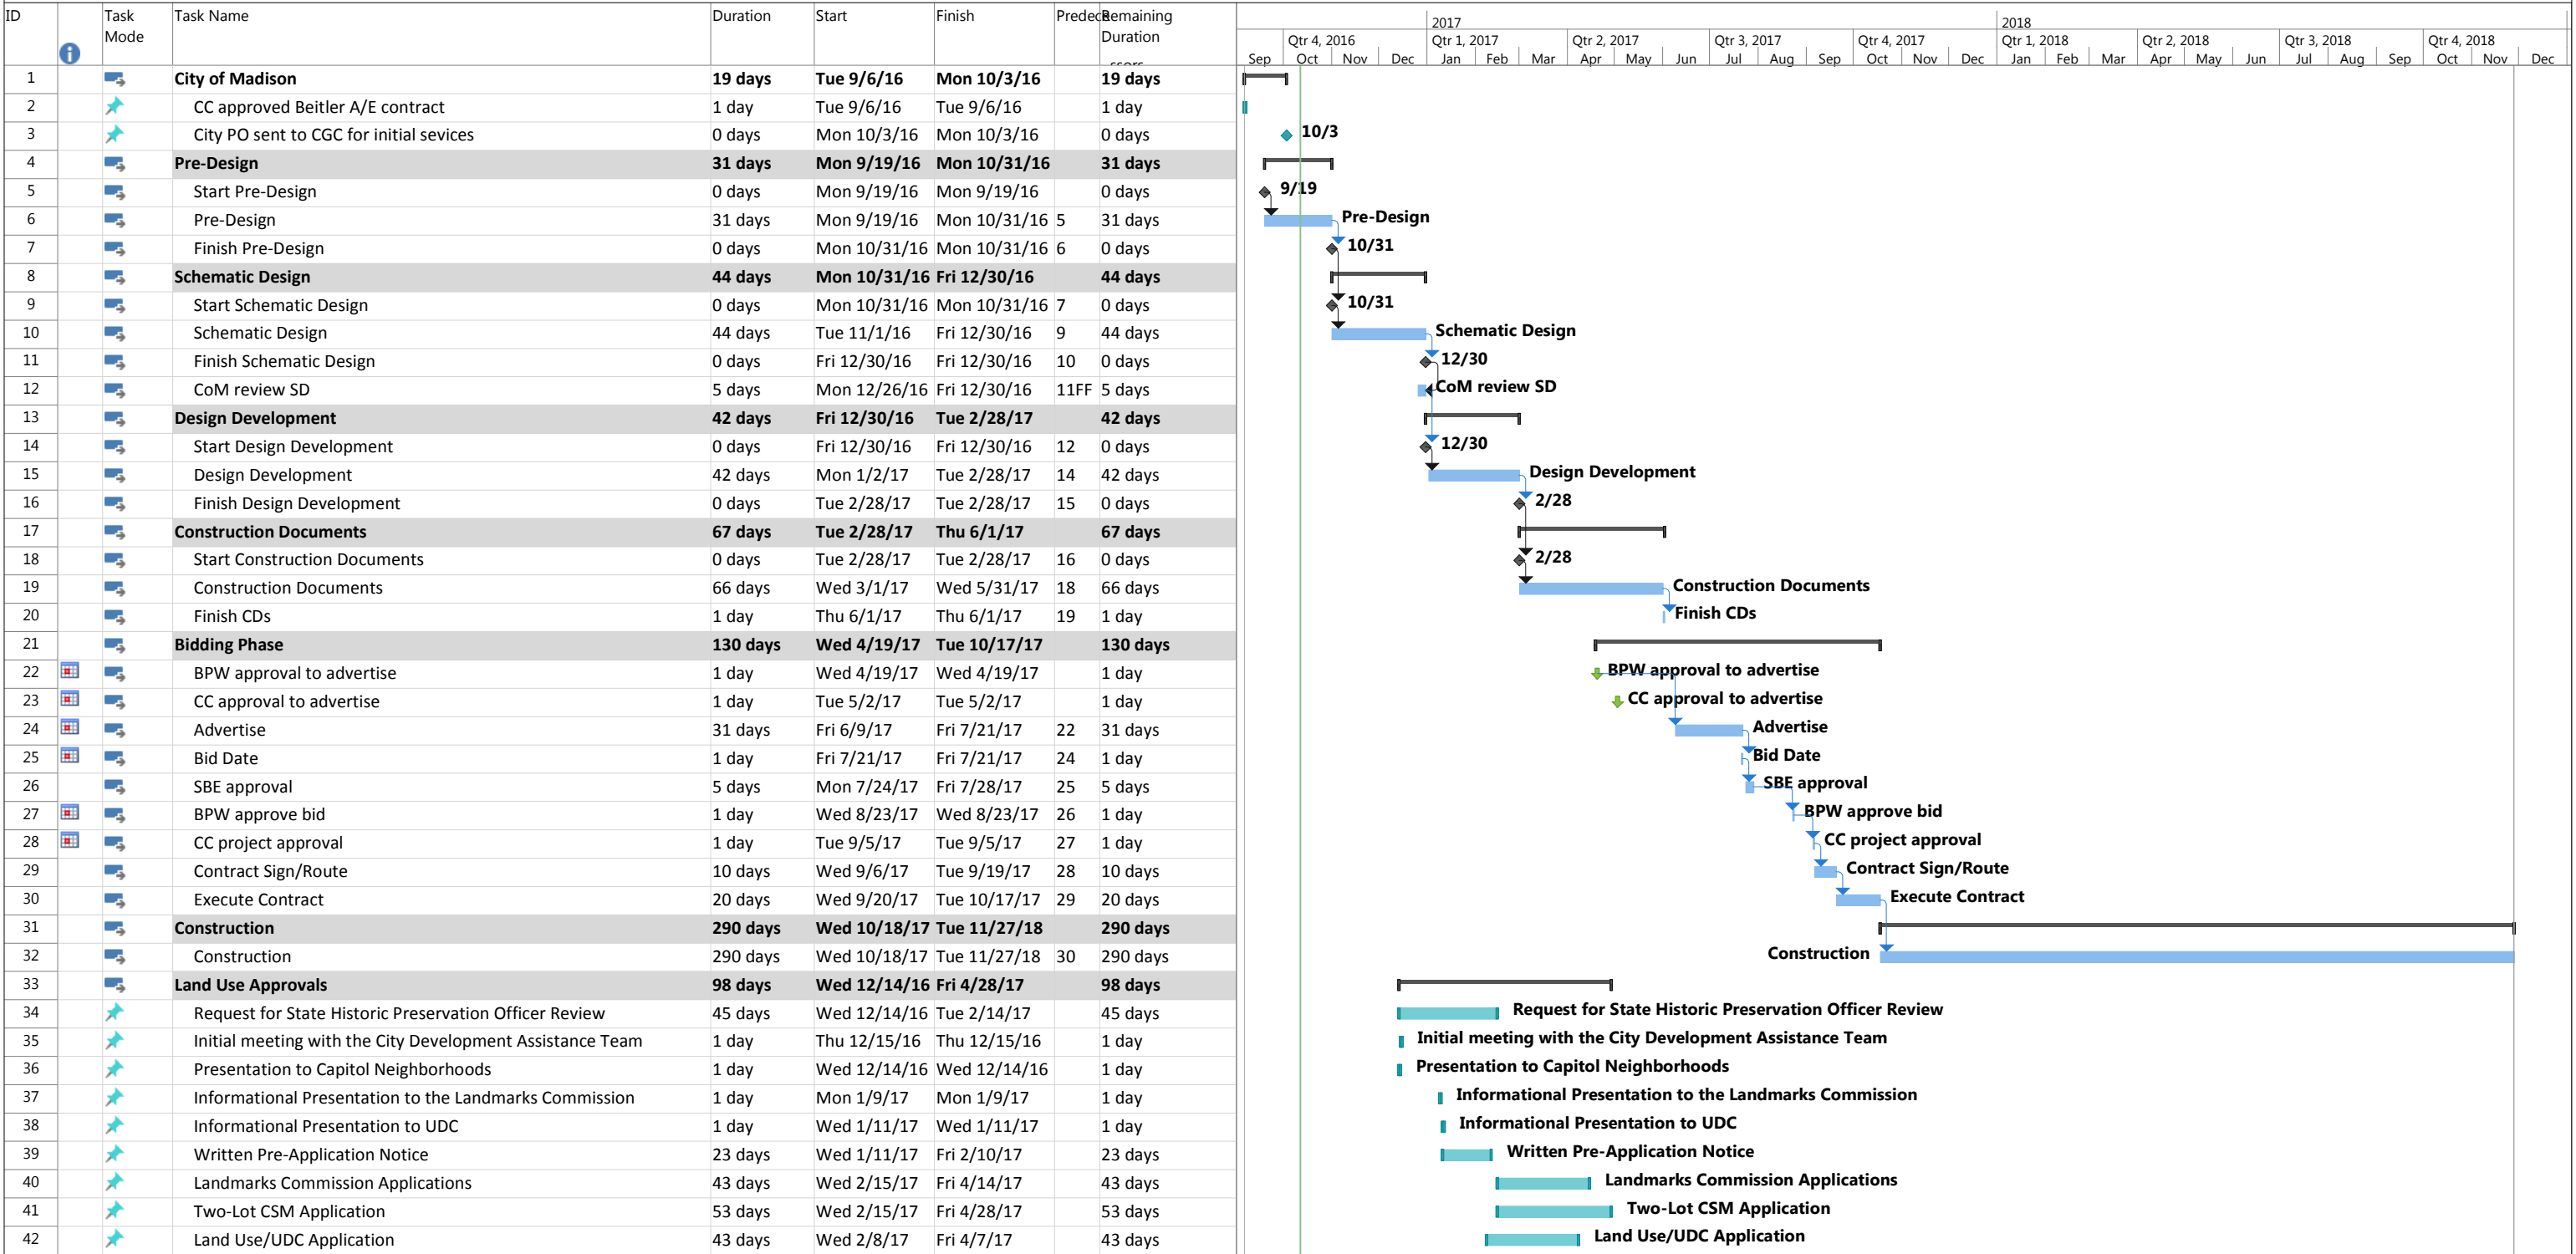 ID Task Mode Task Name Duration Start Finish Predecessors Remaining Duration
2017 2018
Qtr 4, 2016 Qtr 1, 2017 Qtr 2, 2017 Qtr 3, 2017 Qtr 4, 2017 Qtr 1, 2018 Qtr 2, 2018 Qtr 3, 2018 Qtr 4, 2018
Sep Oct Nov Dec Jan Feb Mar Apr May Jun Jul Aug Sep Oct Nov Dec Jan Feb Mar Apr May Jun Jul Aug Sep Oct Nov Dec
1 City of Madison 19 days Tue 9/6/16 Mon 10/3/16 19 days
2 CC approved Beitler A/E contract 1 day Tue 9/6/16 Tue 9/6/16 1 day
3 City PO sent to CGC for initial sevices 0 days Mon 10/3/16 Mon 10/3/16 0 days 10/3
4 Pre-Design 31 days Mon 9/19/16 Mon 10/31/16 31 days
5 Start Pre-Design 0 days Mon 9/19/16 Mon 9/19/16 0 days 9/19
6 Pre-Design 31 days Mon 9/19/16 Mon 10/31/16 5 31 days Pre-Design
7 Finish Pre-Design 0 days Mon 10/31/16 Mon 10/31/16 6 0 days 10/31
8 Schematic Design 44 days Mon 10/31/16 Fri 12/30/16 44 days
9 Start Schematic Design 0 days Mon 10/31/16 Mon 10/31/16 7 0 days 10/31
10 Schematic Design 44 days Tue 11/1/16 Fri 12/30/16 9 44 days Schematic Design
11 Finish Schematic Design 0 days Fri 12/30/16 Fri 12/30/16 10 0 days 12/30
12 CoM review SD 5 days Mon 12/26/16 Fri 12/30/16 11FF 5 days CoM review SD
13 Design Development 42 days Fri 12/30/16 Tue 2/28/17 42 days
14 Start Design Development 0 days Fri 12/30/16 Fri 12/30/16 12 0 days 12/30
15 Design Development 42 days Mon 1/2/17 Tue 2/28/17 14 42 days Design Development
16 Finish Design Development 0 days Tue 2/28/17 Tue 2/28/17 15 0 days 2/28
17 Construction Documents 67 days Tue 2/28/17 Thu 6/1/17 67 days
18 Start Construction Documents 0 days Tue 2/28/17 Tue 2/28/17 16 0 days 2/28
19 Construction Documents 66 days Wed 3/1/17 Wed 5/31/17 18 66 days Construction Documents
20 Finish CDs 1 day Thu 6/1/17 Thu 6/1/17 19 1 day Finish CDs
21 Bidding Phase 130 days Wed 4/19/17 Tue 10/17/17 130 days
22 BPW approval to advertise 1 day Wed 4/19/17 Wed 4/19/17 1 day BPW approval to advertise
23 CC approval to advertise 1 day Tue 5/2/17 Tue 5/2/17 1 day CC approval to advertise
24 Advertise 31 days Fri 6/9/17 Fri 7/21/17 22 31 days Advertise
25 Bid Date 1 day Fri 7/21/17 Fri 7/21/17 24 1 day Bid Date
26 SBE approval 5 days Mon 7/24/17 Fri 7/28/17 25 5 days SBE approval
27 BPW approve bid 1 day Wed 8/23/17 Wed 8/23/17 26 1 day BPW approve bid
28 CC project approval 1 day Tue 9/5/17 Tue 9/5/17 27 1 day CC project approval
29 Contract Sign/Route 10 days Wed 9/6/17 Tue 9/19/17 28 10 days Contract Sign/Route
30 Execute Contract 20 days Wed 9/20/17 Tue 10/17/17 29 20 days Execute Contract
31 Construction 290 days Wed 10/18/17 Tue 11/27/18 290 days
32 Construction 290 days Wed 10/18/17 Tue 11/27/18 30 290 days Construction
33 Land Use Approvals 98 days Wed 12/14/16 Fri 4/28/17 98 days
34 Request for State Historic Preservation Officer Review 45 days Wed 12/14/16 Tue 2/14/17 45 days Request for State Historic Preservation Officer Review
35 Initial meeting with the City Development Assistance Team 1 day Thu 12/15/16 Thu 12/15/16 1 day Initial meeting with the City Development Assistance Team
36 Presentation to Capitol Neighborhoods 1 day Wed 12/14/16 Wed 12/14/16 1 day Presentation to Capitol Neighborhoods
37 Informational Presentation to the Landmarks Commission 1 day Mon 1/9/17 Mon 1/9/17 1 day Informational Presentation to the Landmarks Commission
38 Informational Presentation to UDC 1 day Wed 1/11/17 Wed 1/11/17 1 day Informational Presentation to UDC
39 Written Pre-Application Notice 23 days Wed 1/11/17 Fri 2/10/17 23 days Written Pre-Application Notice
40 Landmarks Commission Applications 43 days Wed 2/15/17 Fri 4/14/17 43 days Landmarks Commission Applications
41 Two-Lot CSM Application 53 days Wed 2/15/17 Fri 4/28/17 53 days Two-Lot CSM Application
42 Land Use/UDC Application 43 days Wed 2/8/17 Fri 4/7/17 43 days Land Use/UDC Application